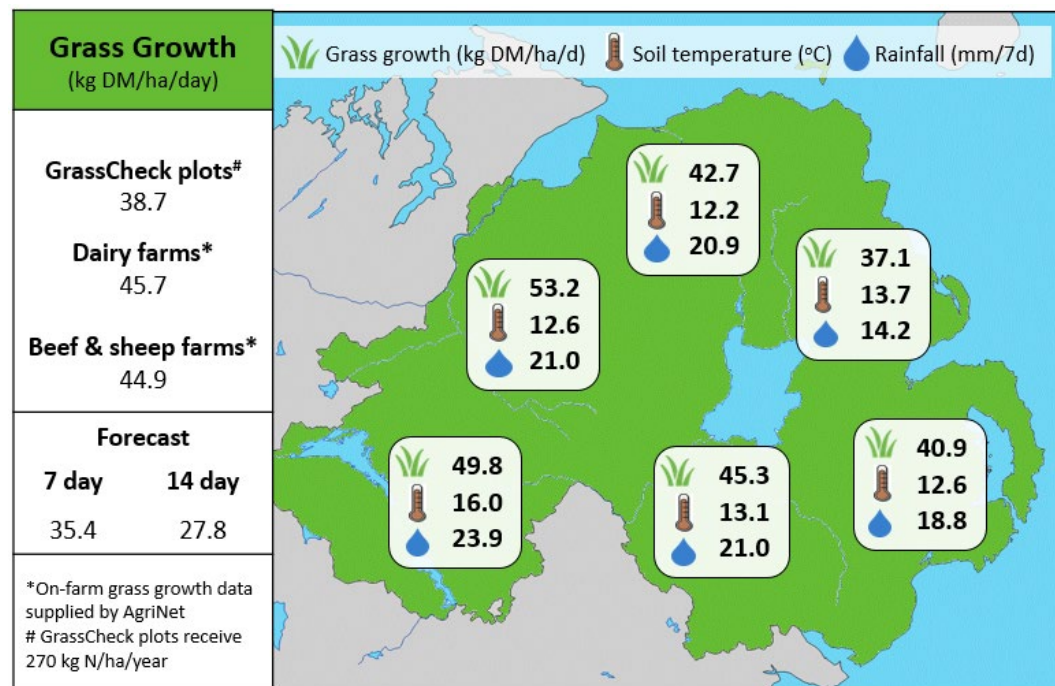 Grass Growth
(kg DM/ha/day)
GrassCheck plots#
38.7
Dairy farms*
45.7
Beef & sheep farms*
44.9
Forecast
7 day 14 day
35.4 27.8
*On-farm grass growth data
supplied by AgriNet
# GrassCheck plots receive
270 kg N/ha/year
Grass growth (kg DM/ha/d) Soil temperature (°C) Rainfall (mm/7d)
42.7
12.2
20.9
37.1
13.7
14.2
53.2
12.6
21.0
49.8
16.0
23.9
45.3
13.1
21.0
40.9
12.6
18.8